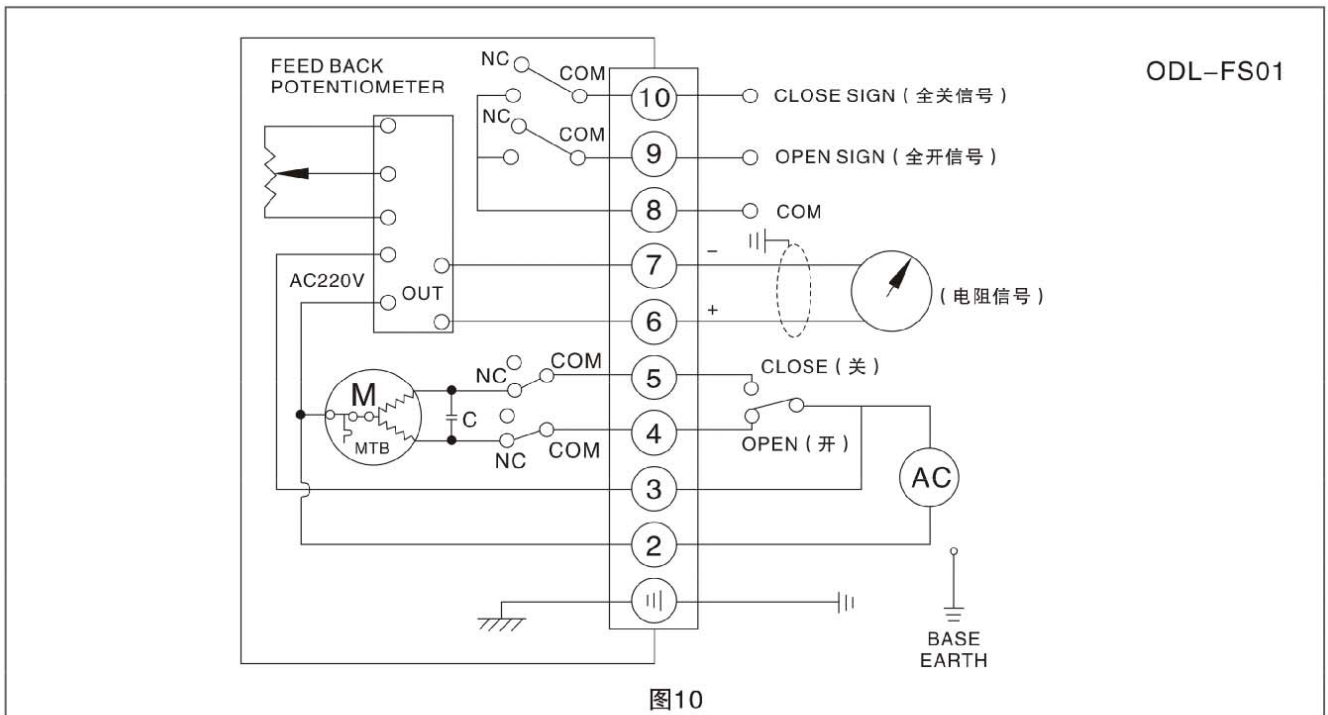 ODL-FS01
FEED BACK
POTENTIOMETER
NC
COM
10
CLOSE SIGN ( 全关信号 )
NC
COM
9
OPEN SIGN ( 全开信号 )
8
COM
7
−
AC220V
OUT
( 电阻信号 )
6
+
NC
COM
5
CLOSE ( 关 )
M
C
MTB
NC
COM
4
OPEN ( 开 )
3
AC
2
BASE
EARTH
图10